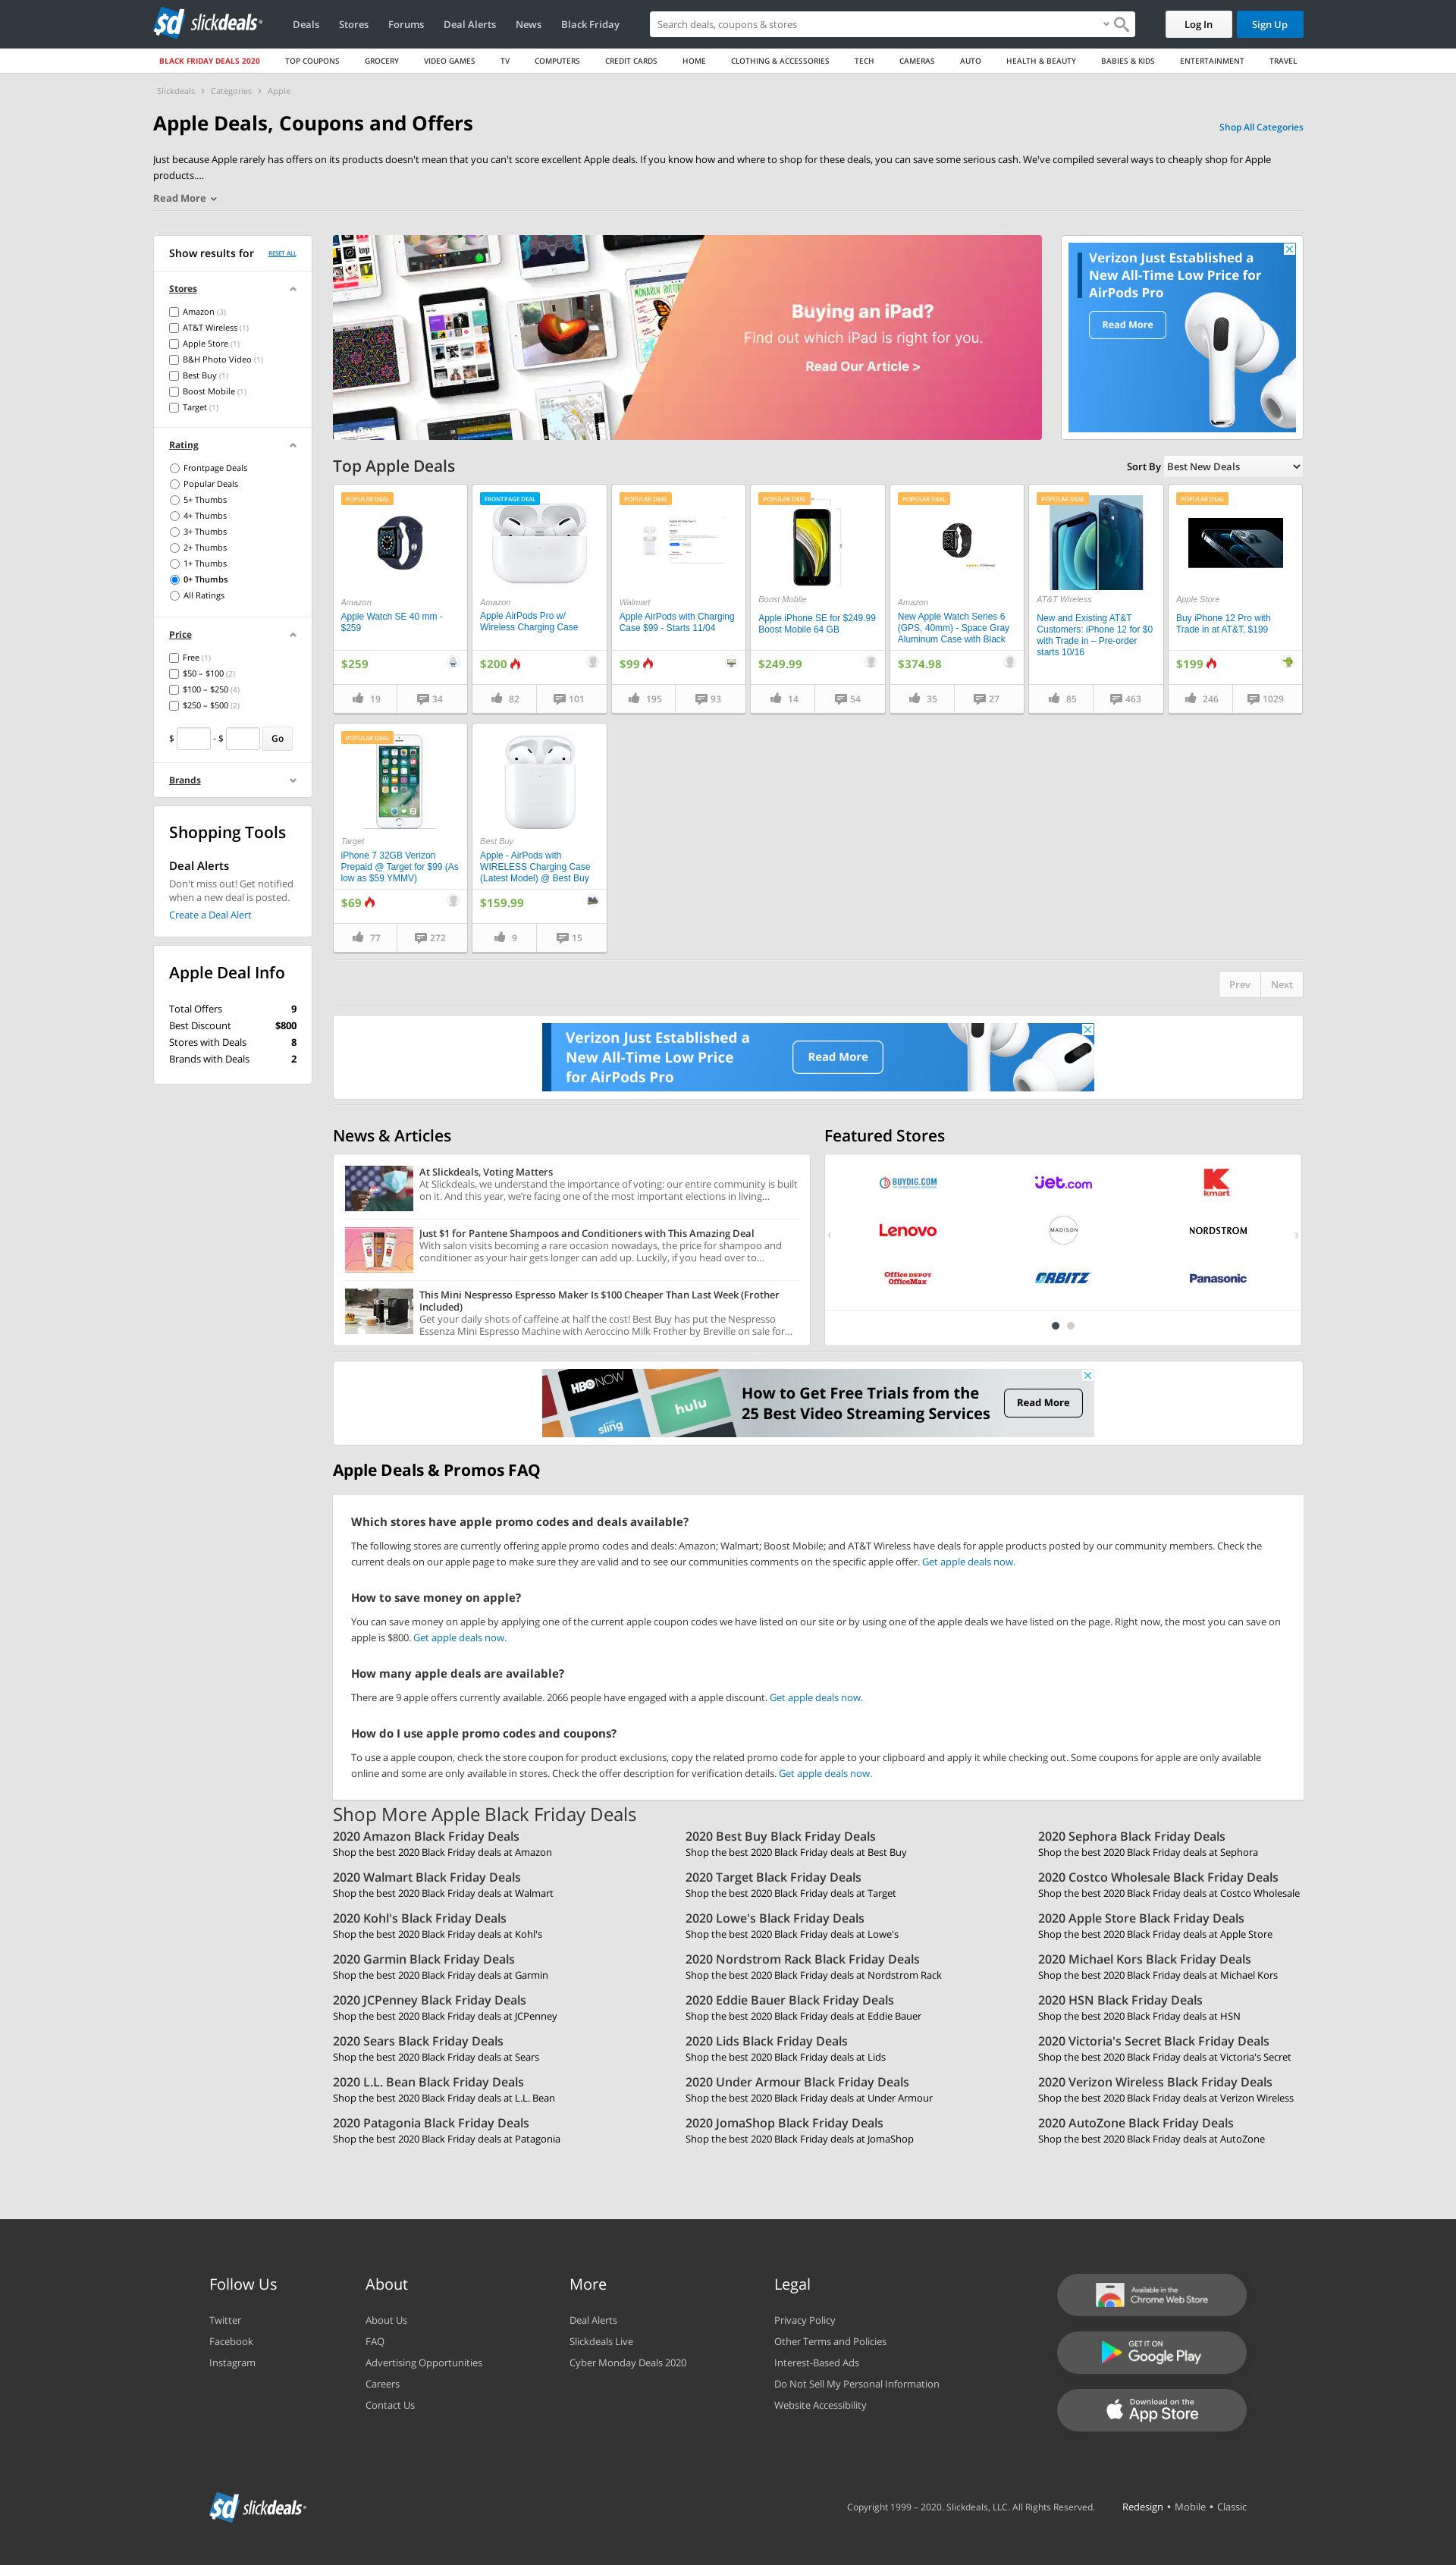 sd slickdeals
Deals Stores Forums Deal Alerts News Black Friday
Search deals, coupons & stores
Log In Sign Up
BLACK FRIDAY DEALS 2020 TOP COUPONS GROCERY VIDEO GAMES TV COMPUTERS CREDIT CARDS HOME CLOTHING & ACCESSORIES TECH CAMERAS AUTO HEALTH & BEAUTY BABIES & KIDS ENTERTAINMENT TRAVEL
Slickdeals > Categories > Apple
Apple Deals, Coupons and Offers
Shop All Categories
Just because Apple rarely has offers on its products doesn't mean that you can't score excellent Apple deals. If you know how and where to shop for these deals, you can save some serious cash. We've compiled several ways to cheaply shop for Apple
products....
Read More
Show results for RESET ALL
Stores
Amazon (3)
AT&T Wireless (1)
Apple Store (1)
B&H Photo Video (1)
Best Buy (1)
Boost Mobile (1)
Target (1)
Rating
Frontpage Deals
Popular Deals
5+ Thumbs
4+ Thumbs
3+ Thumbs
2+ Thumbs
1+ Thumbs
0+ Thumbs
All Ratings
Price
Free (1)
$50 – $100 (2)
$100 – $250 (4)
$250 – $500 (2)
$ - $ Go
Brands
Shopping Tools
Deal Alerts
Don't miss out! Get notified
when a new deal is posted.
Create a Deal Alert
Apple Deal Info
Total Offers 9
Best Discount $800
Stores with Deals 8
Brands with Deals 2
Buying an iPad?
Find out which iPad is right for you.
Read Our Article >
Verizon Just Established a
New All-Time Low Price for
AirPods Pro
Read More
Top Apple Deals
Sort By Best New Deals
POPULAR DEAL
Amazon
Apple Watch SE 40 mm -
$259
$259
19 34
FRONTPAGE DEAL
Amazon
Apple AirPods Pro w/
Wireless Charging Case
$200
82 101
POPULAR DEAL
Walmart
Apple AirPods with Charging
Case $99 - Starts 11/04
$99
195 93
POPULAR DEAL
Boost Mobile
Apple iPhone SE for $249.99
Boost Mobile 64 GB
$249.99
14 54
POPULAR DEAL
Amazon
New Apple Watch Series 6
(GPS, 40mm) - Space Gray
Aluminum Case with Black
$374.98
35 27
POPULAR DEAL
AT&T Wireless
New and Existing AT&T
Customers: iPhone 12 for $0
with Trade in – Pre-order
starts 10/16
85 463
POPULAR DEAL
Apple Store
Buy iPhone 12 Pro with
Trade in at AT&T, $199
$199
246 1029
POPULAR DEAL
Target
iPhone 7 32GB Verizon
Prepaid @ Target for $99 (As
low as $59 YMMV)
$69
77 272
Best Buy
Apple - AirPods with
WIRELESS Charging Case
(Latest Model) @ Best Buy
$159.99
9 15
Prev Next
Verizon Just Established a
New All-Time Low Price
for AirPods Pro
Read More
News & Articles
At Slickdeals, Voting Matters
At Slickdeals, we understand the importance of voting: our entire community is built
on it. And this year, we're facing one of the most important elections in living...
Just $1 for Pantene Shampoos and Conditioners with This Amazing Deal
With salon visits becoming a rare occasion nowadays, the price for shampoo and
conditioner as your hair gets longer can add up. Luckily, if you head over to...
This Mini Nespresso Espresso Maker Is $100 Cheaper Than Last Week (Frother
Included)
Get your daily shots of caffeine at half the cost! Best Buy has put the Nespresso
Essenza Mini Espresso Machine with Aeroccino Milk Frother by Breville on sale for...
Featured Stores
BUYDIG.COM jet.com kmart
Lenovo MADISON NORDSTROM
Office DEPOT OfficeMax ORBITZ Panasonic
HBO NOW
hulu
sling
How to Get Free Trials from the
25 Best Video Streaming Services
Read More
Apple Deals & Promos FAQ
Which stores have apple promo codes and deals available?
The following stores are currently offering apple promo codes and deals: Amazon; Walmart; Boost Mobile; and AT&T Wireless have deals for apple products posted by our community members. Check the
current deals on our apple page to make sure they are valid and to see our communities comments on the specific apple offer. Get apple deals now.
How to save money on apple?
You can save money on apple by applying one of the current apple coupon codes we have listed on our site or by using one of the apple deals we have listed on the page. Right now, the most you can save on
apple is $800. Get apple deals now.
How many apple deals are available?
There are 9 apple offers currently available. 2066 people have engaged with a apple discount. Get apple deals now.
How do I use apple promo codes and coupons?
To use a apple coupon, check the store coupon for product exclusions, copy the related promo code for apple to your clipboard and apply it while checking out. Some coupons for apple are only available
online and some are only available in stores. Check the offer description for verification details. Get apple deals now.
Shop More Apple Black Friday Deals
2020 Amazon Black Friday Deals 2020 Best Buy Black Friday Deals 2020 Sephora Black Friday Deals
Shop the best 2020 Black Friday deals at Amazon Shop the best 2020 Black Friday deals at Best Buy Shop the best 2020 Black Friday deals at Sephora
2020 Walmart Black Friday Deals 2020 Target Black Friday Deals 2020 Costco Wholesale Black Friday Deals
Shop the best 2020 Black Friday deals at Walmart Shop the best 2020 Black Friday deals at Target Shop the best 2020 Black Friday deals at Costco Wholesale
2020 Kohl's Black Friday Deals 2020 Lowe's Black Friday Deals 2020 Apple Store Black Friday Deals
Shop the best 2020 Black Friday deals at Kohl's Shop the best 2020 Black Friday deals at Lowe's Shop the best 2020 Black Friday deals at Apple Store
2020 Garmin Black Friday Deals 2020 Nordstrom Rack Black Friday Deals 2020 Michael Kors Black Friday Deals
Shop the best 2020 Black Friday deals at Garmin Shop the best 2020 Black Friday deals at Nordstrom Rack Shop the best 2020 Black Friday deals at Michael Kors
2020 JCPenney Black Friday Deals 2020 Eddie Bauer Black Friday Deals 2020 HSN Black Friday Deals
Shop the best 2020 Black Friday deals at JCPenney Shop the best 2020 Black Friday deals at Eddie Bauer Shop the best 2020 Black Friday deals at HSN
2020 Sears Black Friday Deals 2020 Lids Black Friday Deals 2020 Victoria's Secret Black Friday Deals
Shop the best 2020 Black Friday deals at Sears Shop the best 2020 Black Friday deals at Lids Shop the best 2020 Black Friday deals at Victoria's Secret
2020 L.L. Bean Black Friday Deals 2020 Under Armour Black Friday Deals 2020 Verizon Wireless Black Friday Deals
Shop the best 2020 Black Friday deals at L.L. Bean Shop the best 2020 Black Friday deals at Under Armour Shop the best 2020 Black Friday deals at Verizon Wireless
2020 Patagonia Black Friday Deals 2020 JomaShop Black Friday Deals 2020 AutoZone Black Friday Deals
Shop the best 2020 Black Friday deals at Patagonia Shop the best 2020 Black Friday deals at JomaShop Shop the best 2020 Black Friday deals at AutoZone
Follow Us
Twitter
Facebook
Instagram
About
About Us
FAQ
Advertising Opportunities
Careers
Contact Us
More
Deal Alerts
Slickdeals Live
Cyber Monday Deals 2020
Legal
Privacy Policy
Other Terms and Policies
Interest-Based Ads
Do Not Sell My Personal Information
Website Accessibility
Available in the
Chrome Web Store
GET IT ON
Google Play
Download on the
App Store
sd slickdeals
Copyright 1999 – 2020. Slickdeals, LLC. All Rights Reserved. Redesign • Mobile • Classic